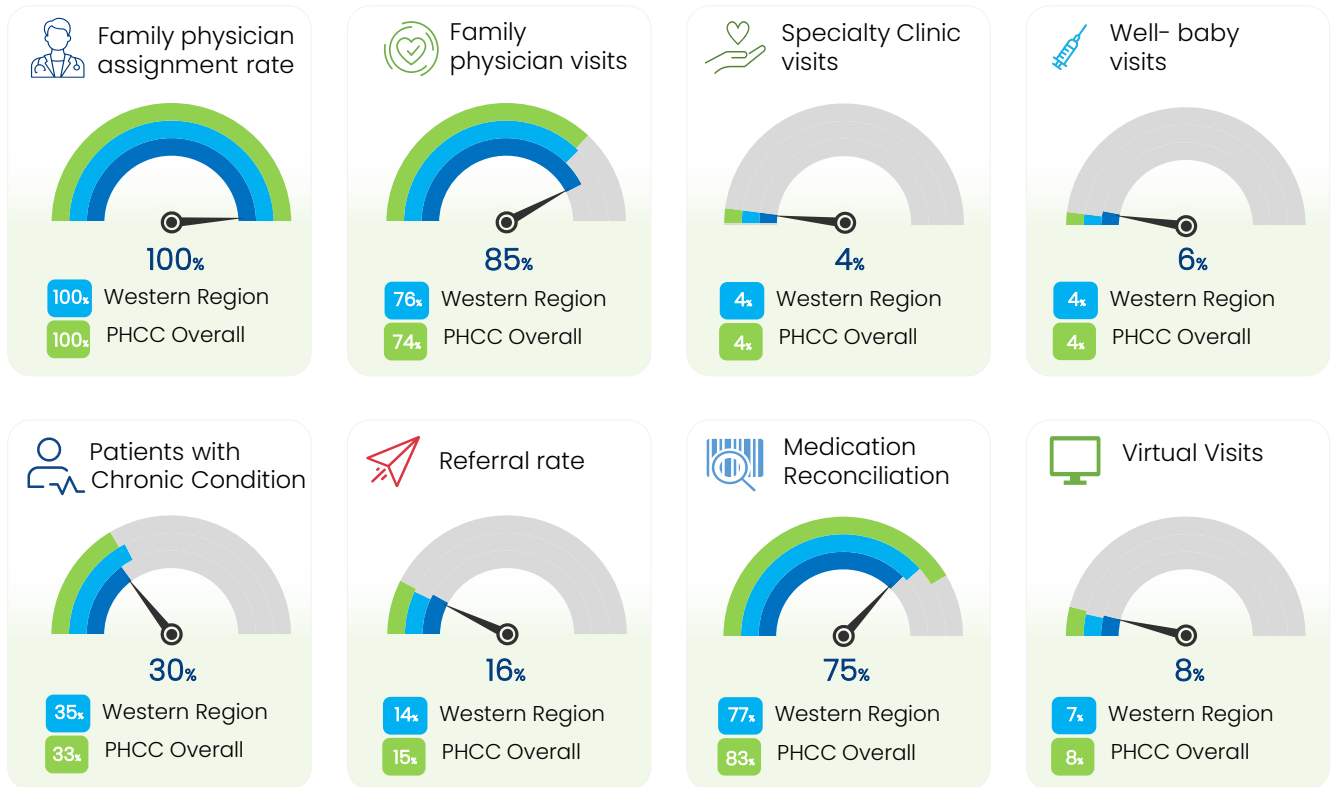 Family physician
assignment rate
100%
100% Western Region
100% PHCC Overall
Family
physician visits
85%
76% Western Region
74% PHCC Overall
Specialty Clinic
visits
4%
4% Western Region
4% PHCC Overall
Well- baby
visits
6%
4% Western Region
4% PHCC Overall
Patients with
Chronic Condition
30%
35% Western Region
33% PHCC Overall
Referral rate
16%
14% Western Region
15% PHCC Overall
Medication
Reconciliation
75%
77% Western Region
83% PHCC Overall
Virtual Visits
8%
7% Western Region
8% PHCC Overall